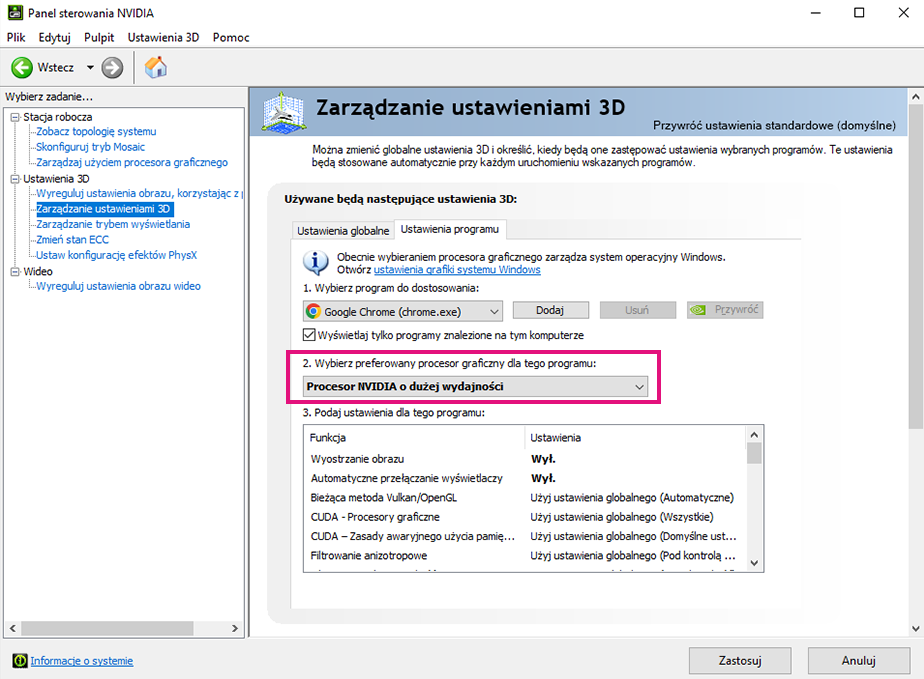 Panel sterowania NVIDIA
Plik Edytuj Pulpit Ustawienia 3D Pomoc
Wstecz
Wybierz zadanie...
Stacja robocza
Zobacz topologię systemu
Skonfiguruj tryb Mosaic
Zarządzaj użyciem procesora graficznego
Ustawienia 3D
Wyreguluj ustawienia obrazu, korzystając z
Zarządzanie ustawieniami 3D
Zarządzanie trybem wyświetlania
Zmień stan ECC
Ustaw konfigurację efektów PhysX
Wideo
Wyreguluj ustawienia obrazu wideo
Informacje o systemie
Zarządzanie ustawieniami 3D
Przywróć ustawienia standardowe (domyślne)
Można zmienić globalne ustawienia 3D i określić, kiedy będą one zastępować ustawienia wybranych programów. Te ustawienia
będą stosowane automatycznie przy każdym uruchomieniu wskazanych programów.
Używane będą następujące ustawienia 3D:
Ustawienia globalne Ustawienia programu
Obecnie wybieraniem procesora graficznego zarządza system operacyjny Windows.
Otwórz ustawienia grafiki systemu Windows
1. Wybierz program do dostosowania:
Google Chrome (chrome.exe) Dodaj Usuń Przywróć
Wyświetlaj tylko programy znalezione na tym komputerze
2. Wybierz preferowany procesor graficzny dla tego programu:
Procesor NVIDIA o dużej wydajności
3. Podaj ustawienia dla tego programu:
Funkcja Ustawienia
Wyostrzanie obrazu Wył.
Automatyczne przełączanie wyświetlaczy Wył.
Bieżąca metoda Vulkan/OpenGL Użyj ustawienia globalnego (Automatyczne)
CUDA - Procesory graficzne Użyj ustawienia globalnego (Wszystkie)
CUDA – Zasady awaryjnego użycia pamię... Użyj ustawienia globalnego (Domyślne ust...
Filtrowanie anizotropowe Użyj ustawienia globalnego (Pod kontrolą ...
Zastosuj Anuluj